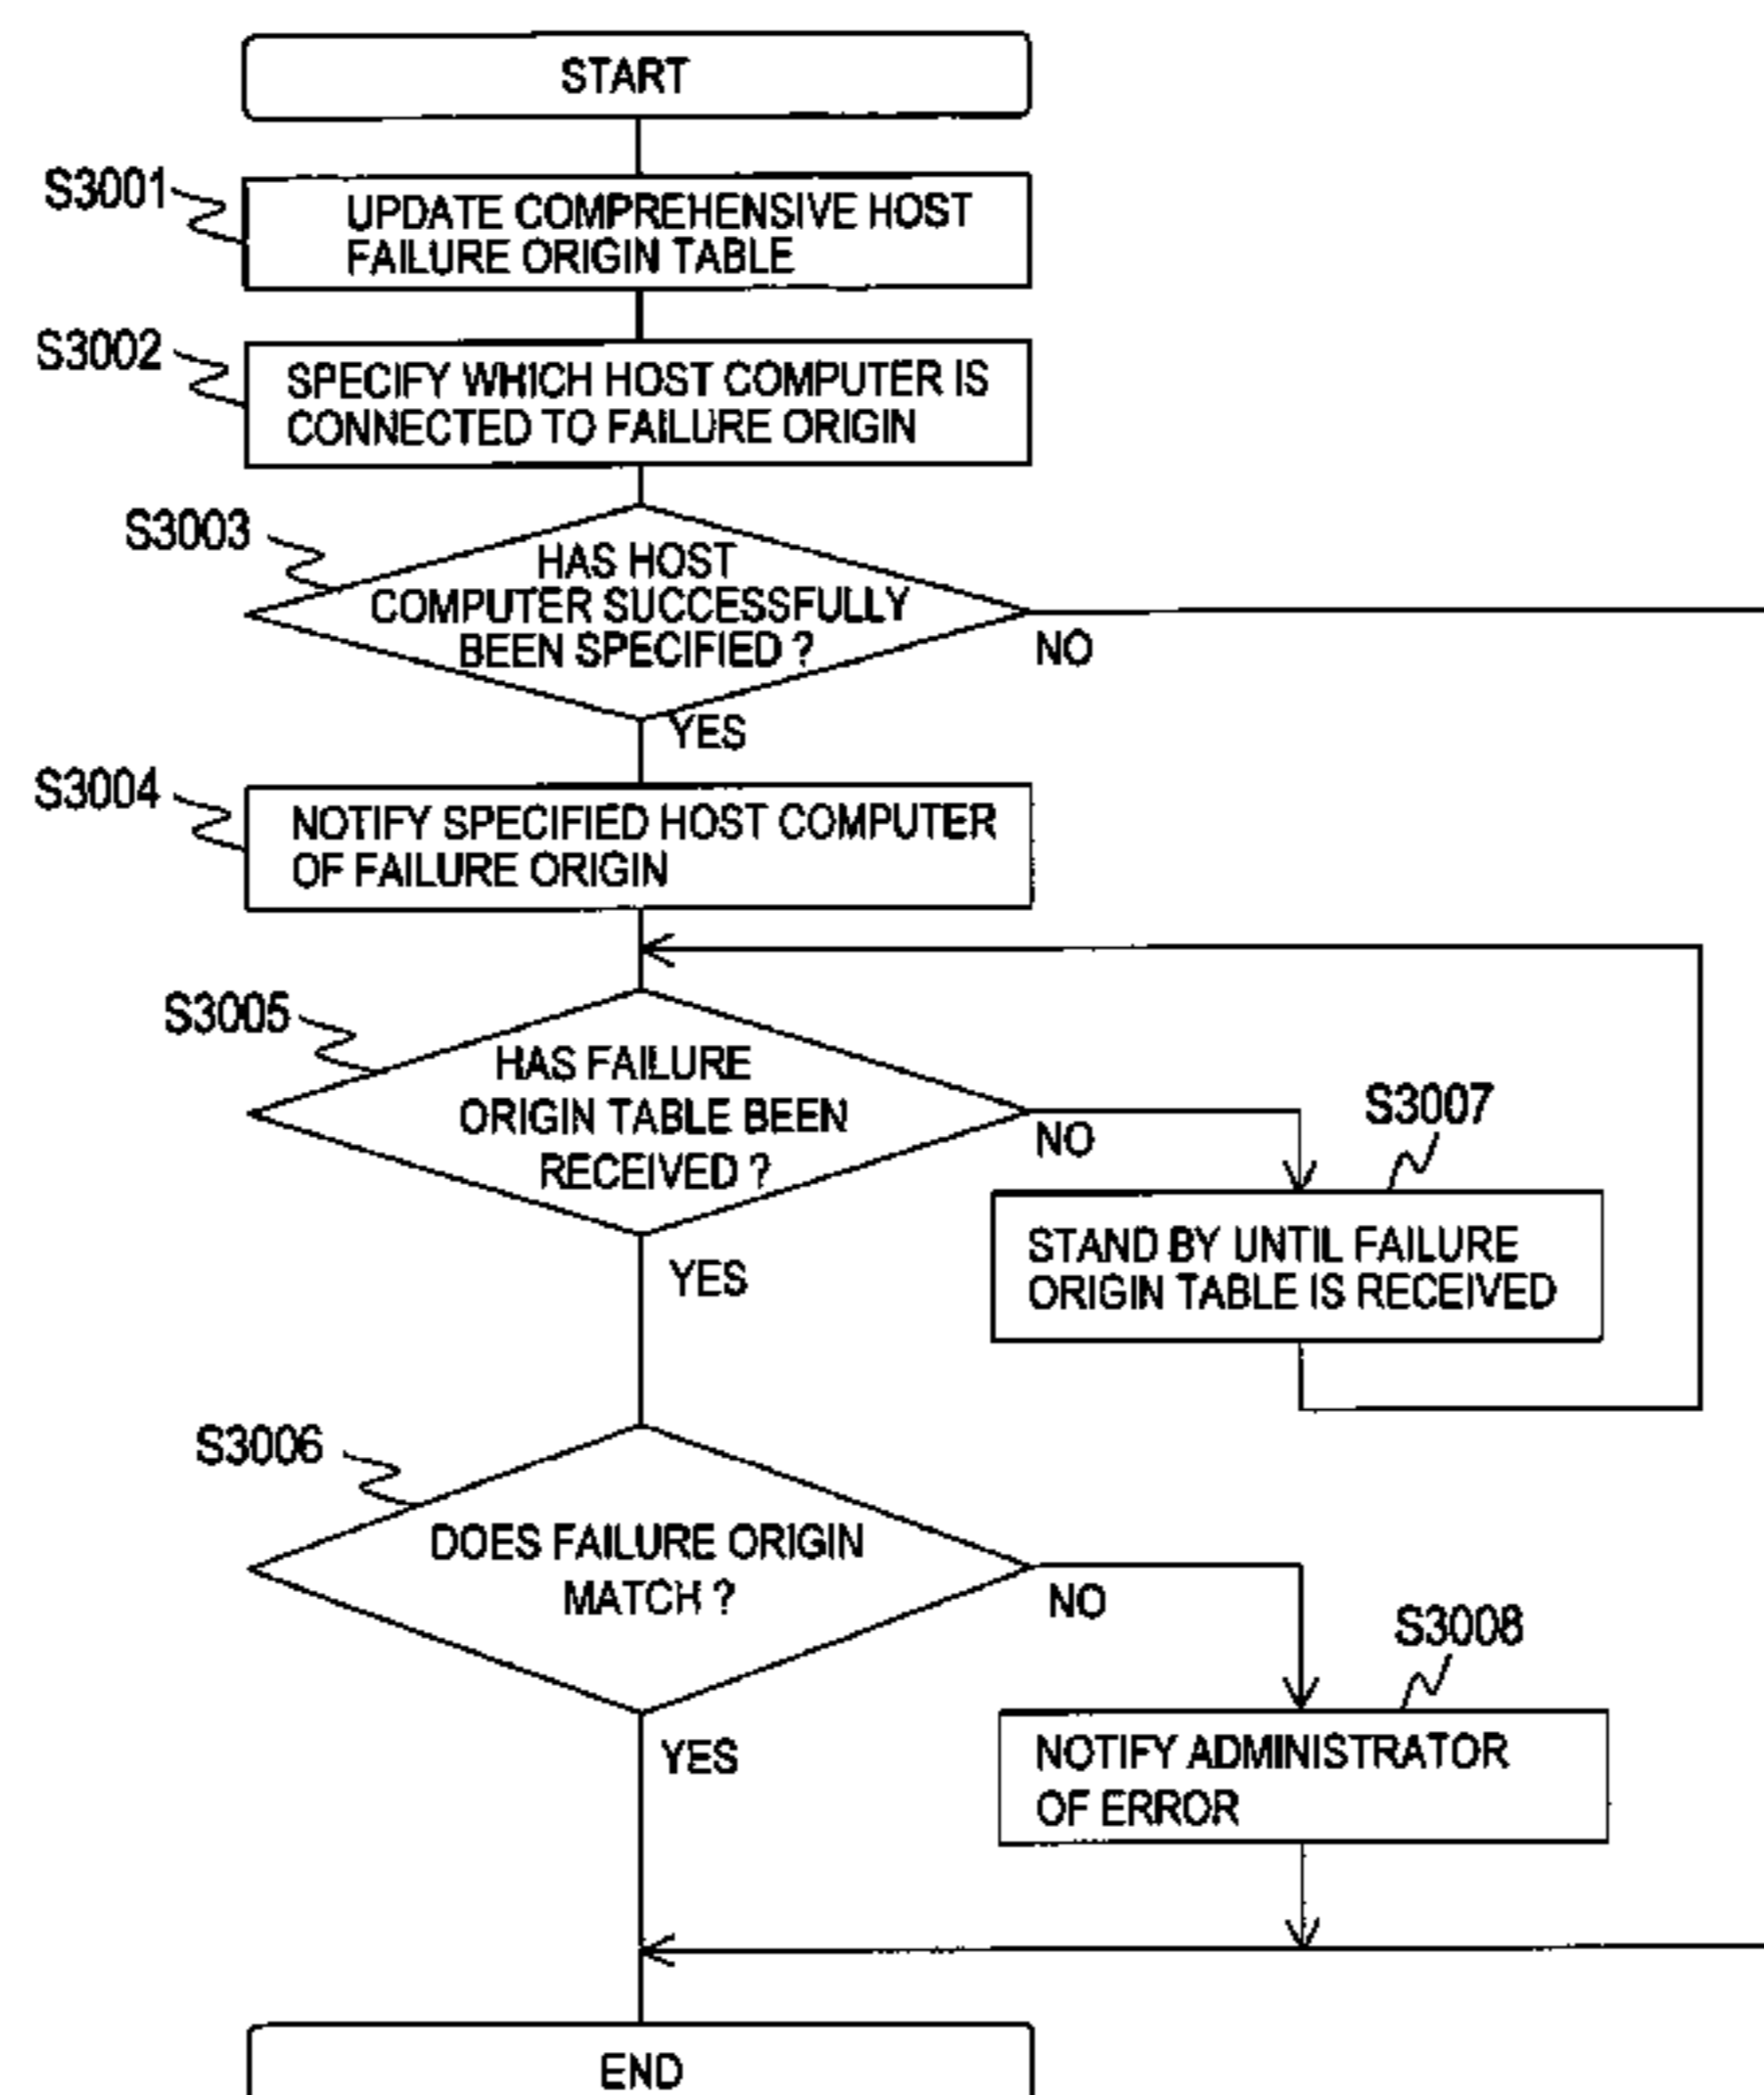 START
S3001
UPDATE COMPREHENSIVE HOST
FAILURE ORIGIN TABLE
S3002
SPECIFY WHICH HOST COMPUTER IS
CONNECTED TO FAILURE ORIGIN
S3003
HAS HOST
COMPUTER SUCCESSFULLY
BEEN SPECIFIED ?
NO
YES
S3004
NOTIFY SPECIFIED HOST COMPUTER
OF FAILURE ORIGIN
S3005
HAS FAILURE
ORIGIN TABLE BEEN
RECEIVED ?
NO
S3007
STAND BY UNTIL FAILURE
ORIGIN TABLE IS RECEIVED
YES
S3006
DOES FAILURE ORIGIN
MATCH ?
NO
S3008
NOTIFY ADMINISTRATOR
OF ERROR
YES
END